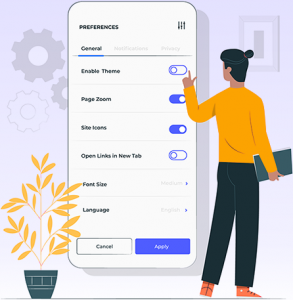 PREFERENCES
General Notifications Privacy
Enable Theme
Page Zoom
Site Icons
Open Links in New Tab
Font Size Medium
Language English
Cancel Apply